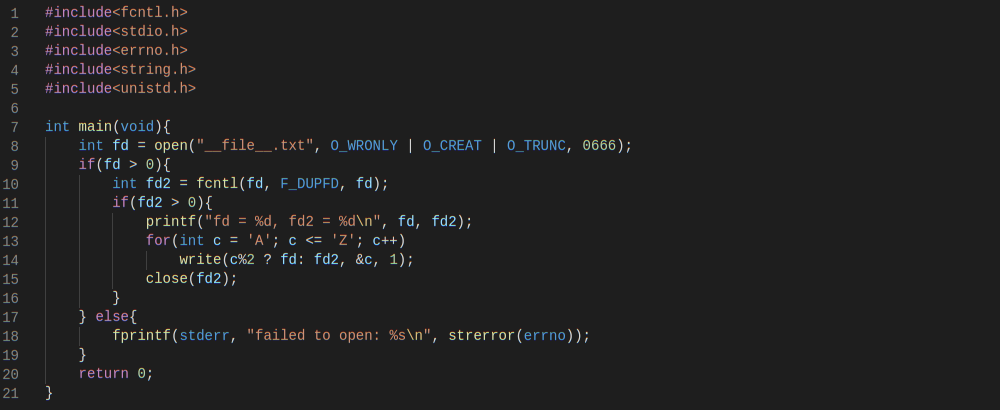 1 #include<fcntl.h>
2 #include<stdio.h>
3 #include<errno.h>
4 #include<string.h>
5 #include<unistd.h>
6
7 int main(void){
8     int fd = open("__file__.txt", O_WRONLY | O_CREAT | O_TRUNC, 0666);
9     if(fd > 0){
10         int fd2 = fcntl(fd, F_DUPFD, fd);
11         if(fd2 > 0){
12             printf("fd = %d, fd2 = %d\n", fd, fd2);
13             for(int c = 'A'; c <= 'Z'; c++)
14                 write(c%2 ? fd: fd2, &c, 1);
15             close(fd2);
16         }
17     } else{
18         fprintf(stderr, "failed to open: %s\n", strerror(errno));
19     }
20     return 0;
21 }